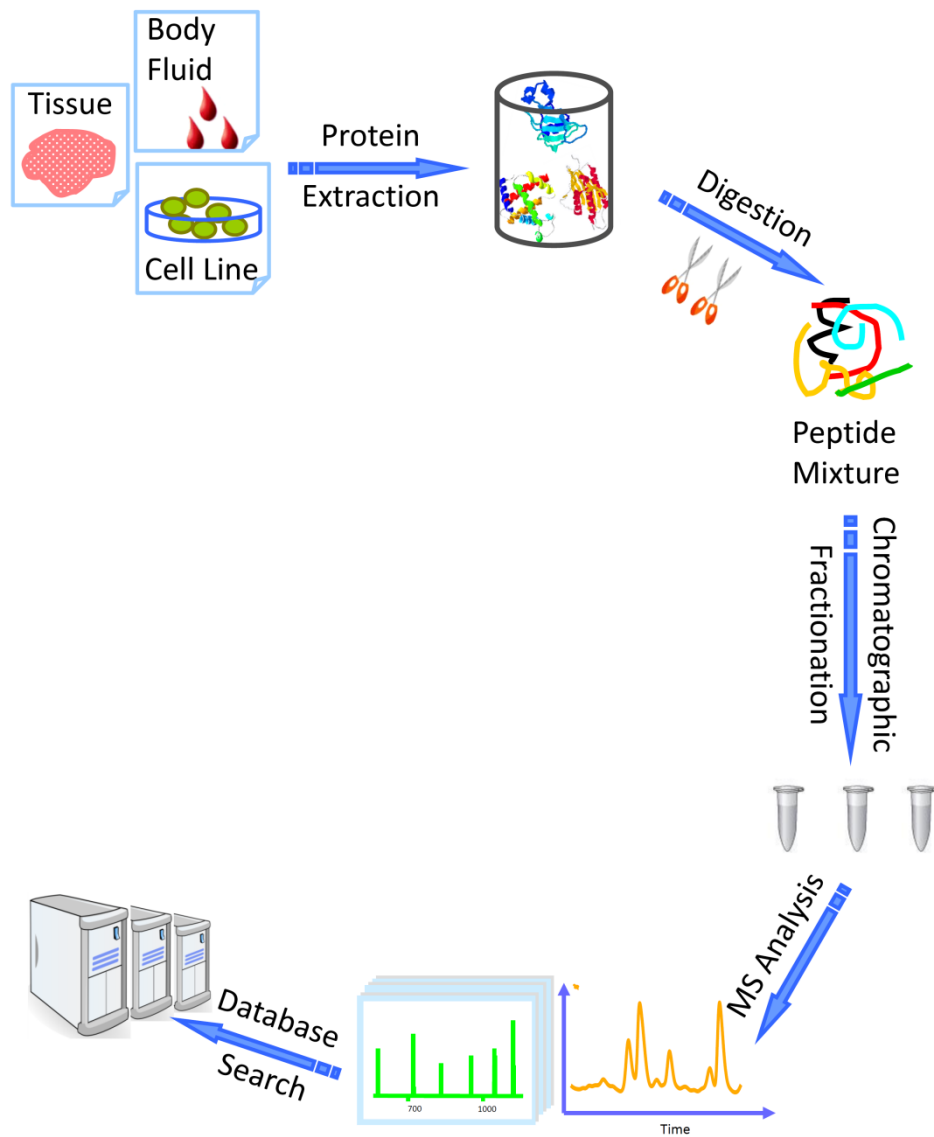 Body
Fluid
Tissue
Cell Line
Protein
Extraction
Digestion
Peptide
Mixture
Chromatographic
Fractionation
MS Analysis
Time
700 1000
Database
Search